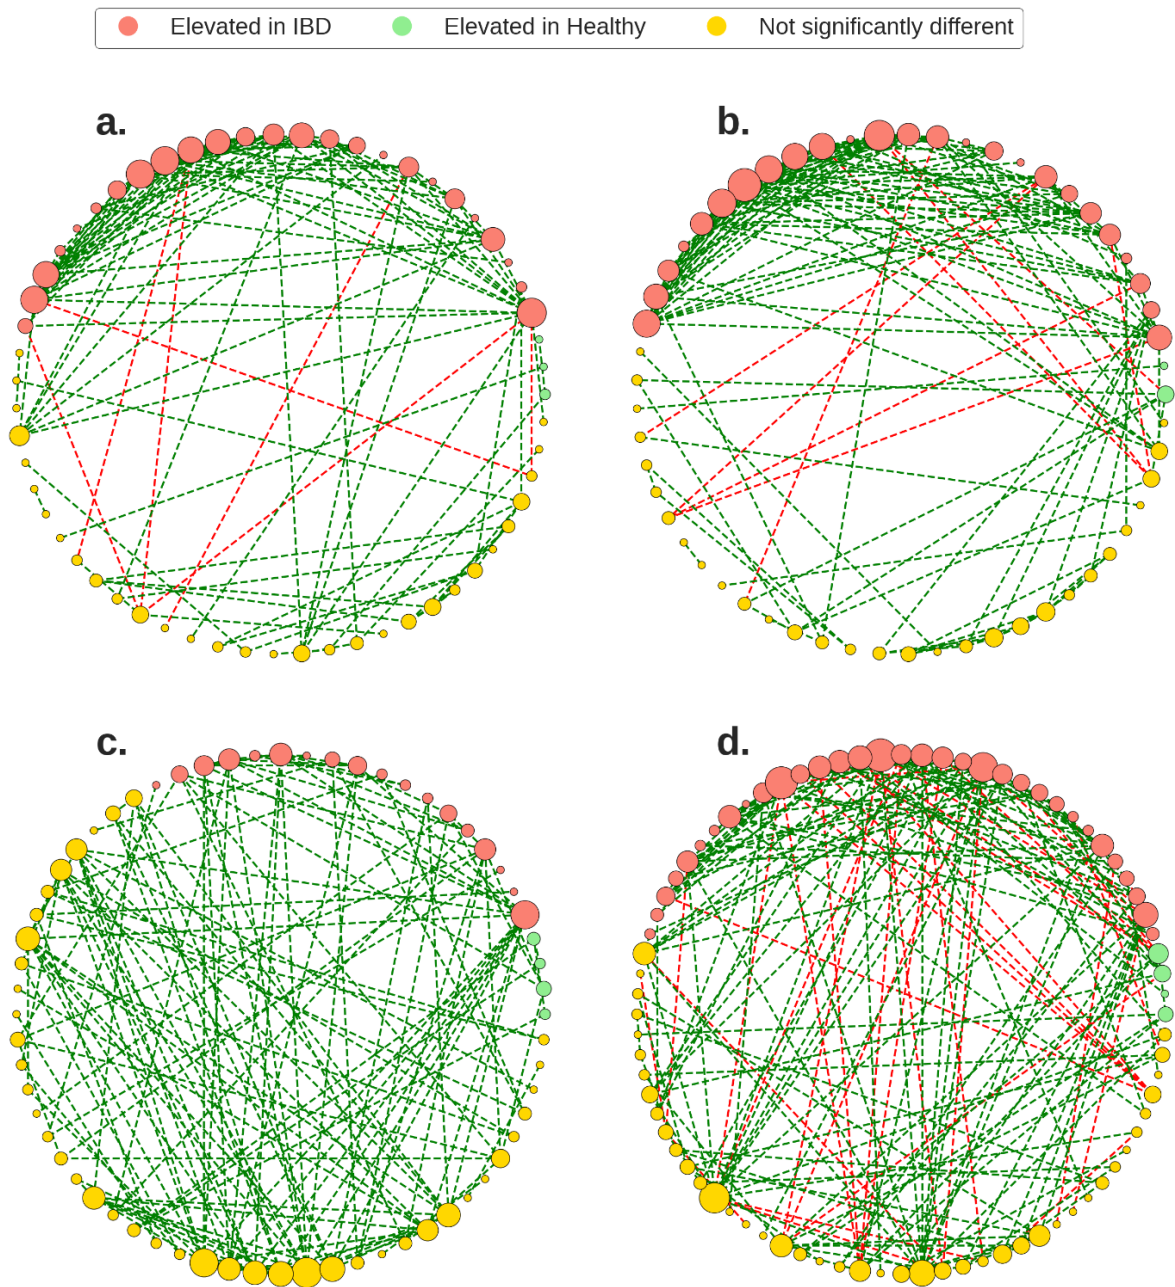 Elevated in IBD Elevated in Healthy Not significantly different
a. b.
c. d.